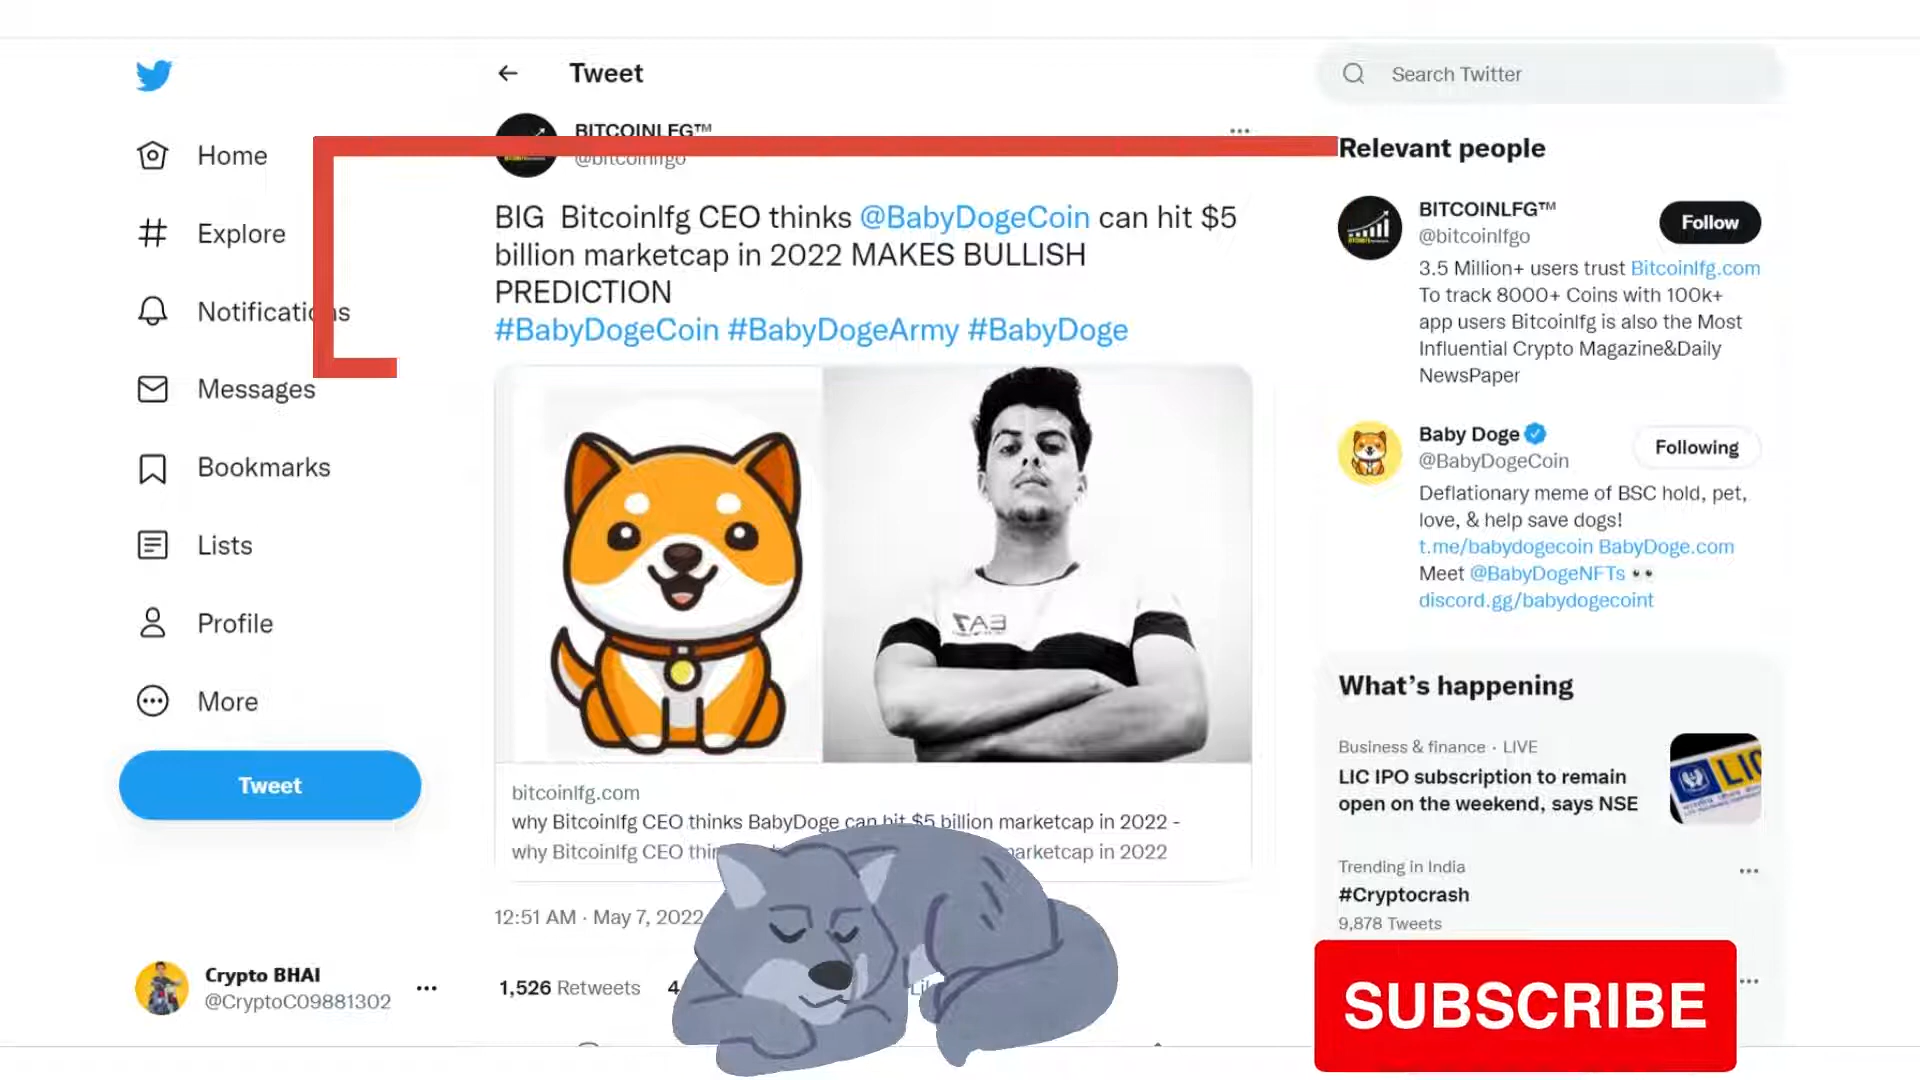 Tweet
Search Twitter
Home
Explore
Notifications
Messages
Bookmarks
Lists
Profile
More
Tweet
Crypto BHAI
@CryptoC09881302
BITCOINLFG™
@bitcoinlfgo
BIG Bitcoinlfg CEO thinks @BabyDogeCoin can hit $5
billion marketcap in 2022 MAKES BULLISH
PREDICTION
#BabyDogeCoin #BabyDogeArmy #BabyDoge
EA7
bitcoinlfg.com
why Bitcoinlfg CEO thinks BabyDoge can hit $5 billion marketcap in 2022 -
why Bitcoinlfg CEO marketcap in 2022
12:51 AM · May 7, 2022
1,526 Retweets 4
Relevant people
BITCOINLFG™
@bitcoinlfgo
Follow
3.5 Million+ users trust Bitcoinlfg.com
To track 8000+ Coins with 100k+
app users Bitcoinlfg is also the Most
Influential Crypto Magazine&Daily
NewsPaper
Baby Doge
@BabyDogeCoin
Following
Deflationary meme of BSC hold, pet,
love, & help save dogs!
t.me/babydogecoin BabyDoge.com
Meet @BabyDogeNFTs 👀
discord.gg/babydogecoint
What's happening
Business & finance · LIVE
LIC IPO subscription to remain
open on the weekend, says NSE
LIC
Trending in India
#Cryptocrash
9,878 Tweets
SUBSCRIBE